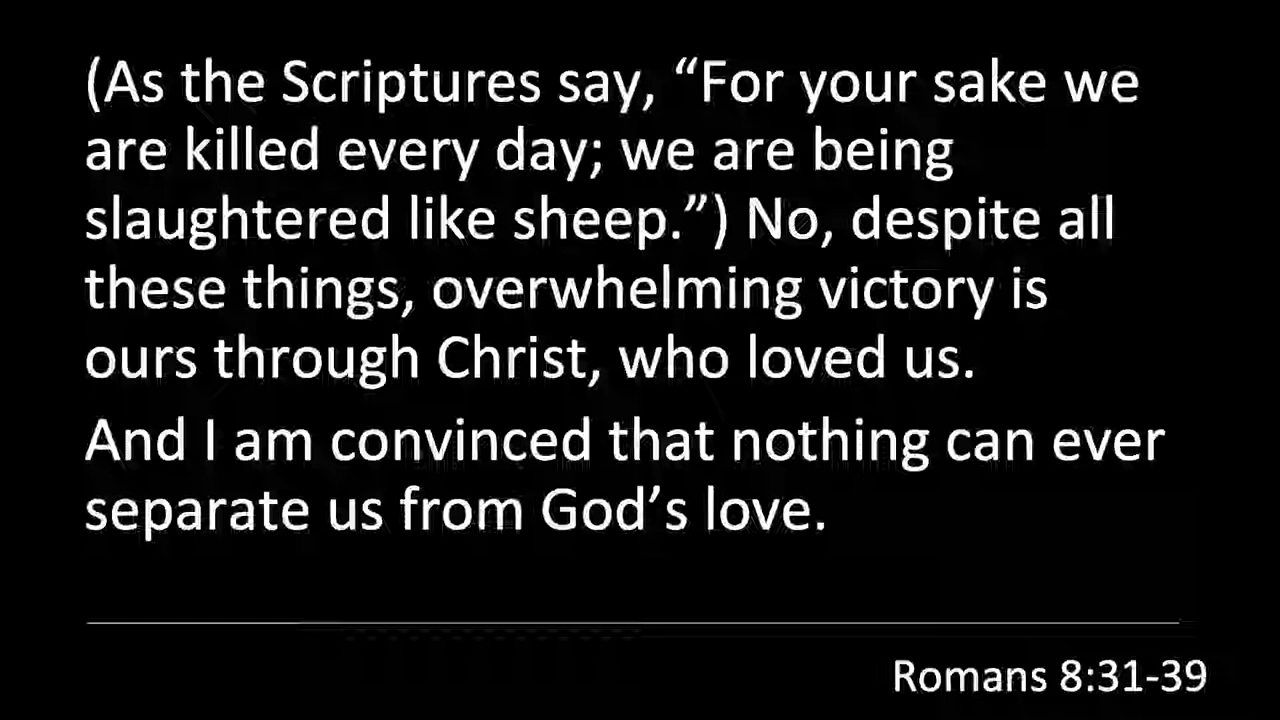 (As the Scriptures say, “For your sake we
are killed every day; we are being
slaughtered like sheep.”) No, despite all
these things, overwhelming victory is
ours through Christ, who loved us.
And I am convinced that nothing can ever
separate us from God’s love.
Romans 8:31-39